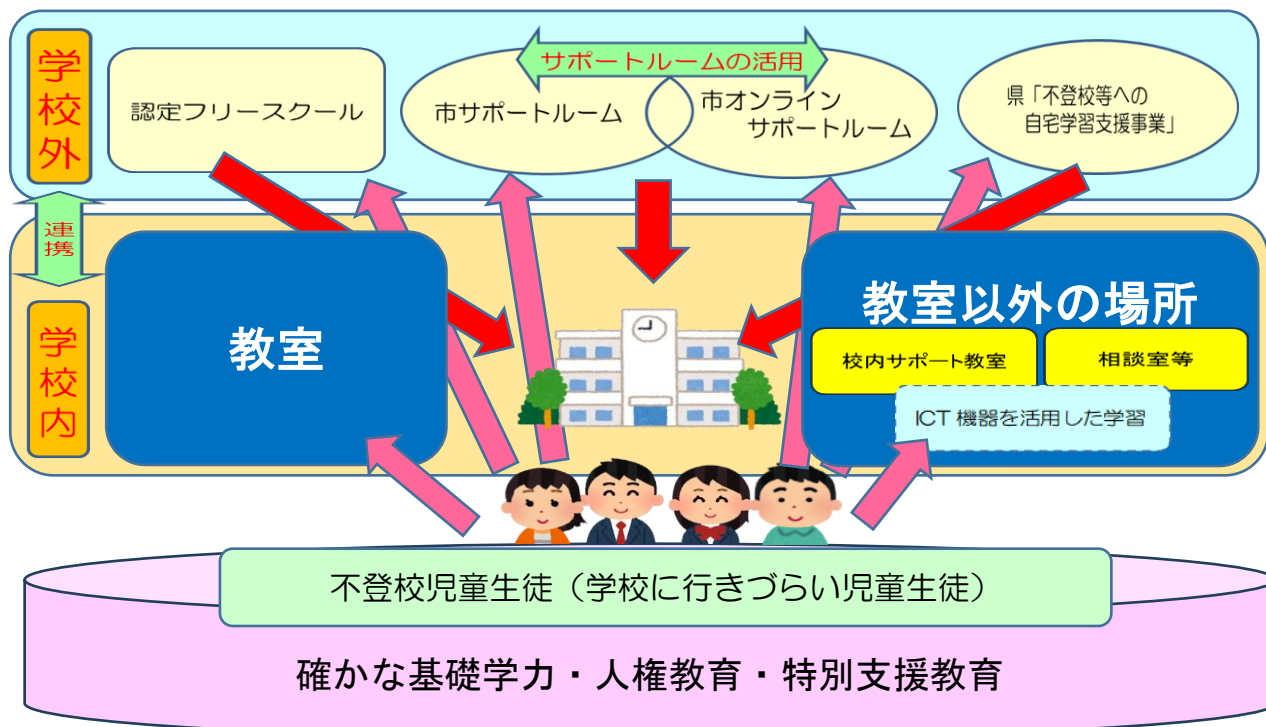 学校外
認定フリースクール
サポートルームの活用
市サポートルーム
市オンライン
サポートルーム
県「不登校等への
自宅学習支援事業」
連携
学校内
教室
教室以外の場所
校内サポート教室
相談室等
ICT 機器を活用した学習
不登校児童生徒（学校に行きづらい児童生徒）
確かな基礎学力・人権教育・特別支援教育